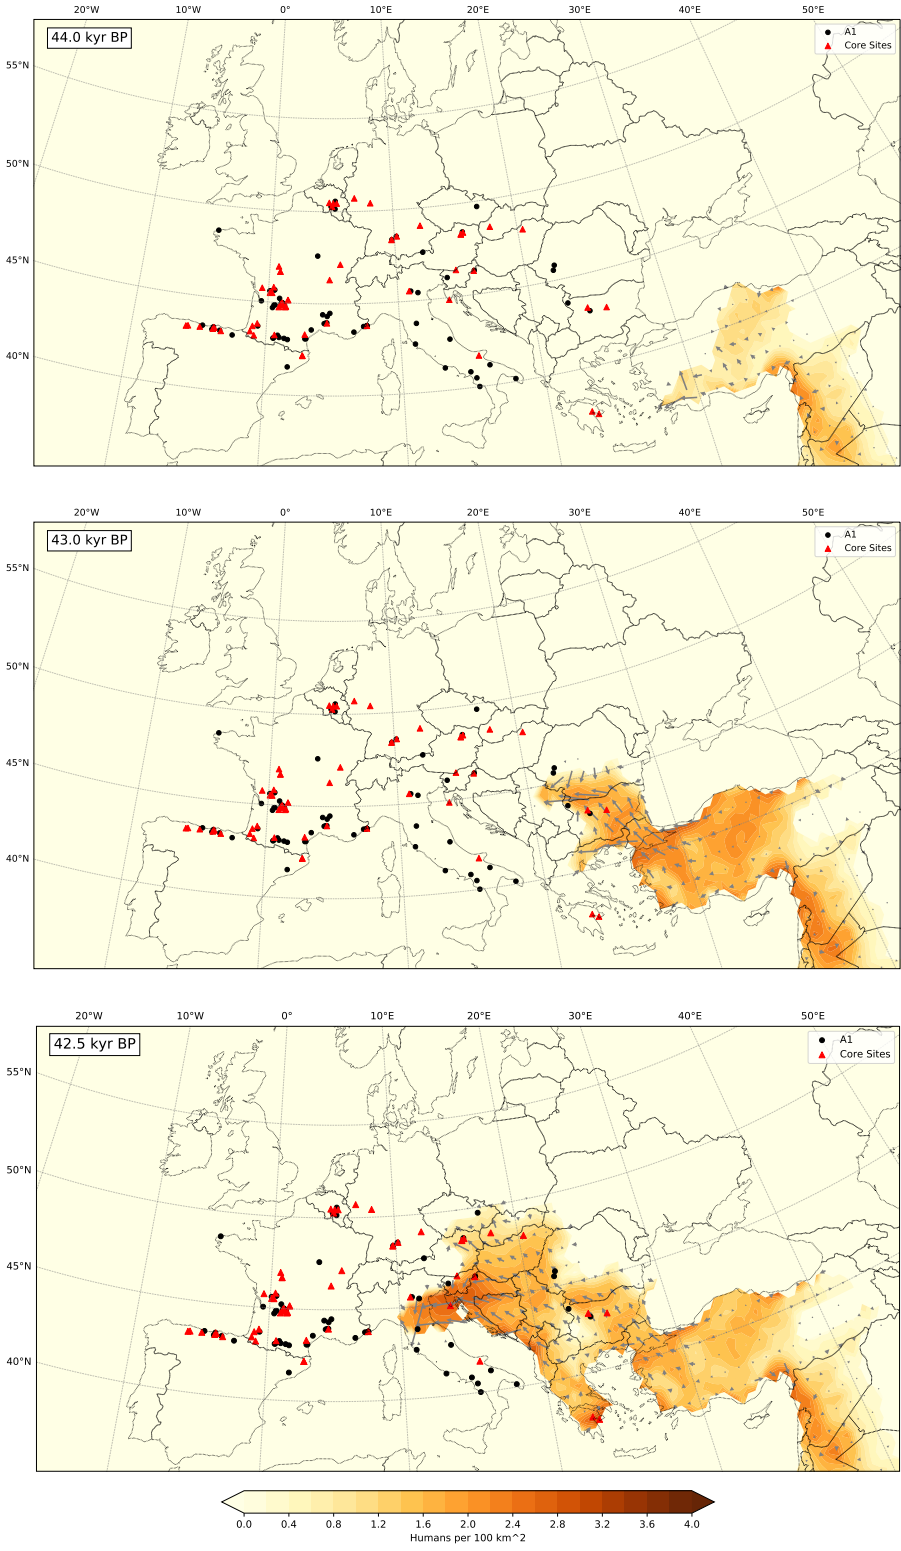 20°W 10°W 0° 10°E 20°E 30°E 40°E 50°E
44.0 kyr BP
A1
Core Sites
55°N
50°N
45°N
40°N
20°W 10°W 0° 10°E 20°E 30°E 40°E 50°E
43.0 kyr BP
A1
Core Sites
55°N
50°N
45°N
40°N
20°W 10°W 0° 10°E 20°E 30°E 40°E 50°E
42.5 kyr BP
A1
Core Sites
55°N
50°N
45°N
40°N
0.0 0.4 0.8 1.2 1.6 2.0 2.4 2.8 3.2 3.6 4.0
Humans per 100 km^2